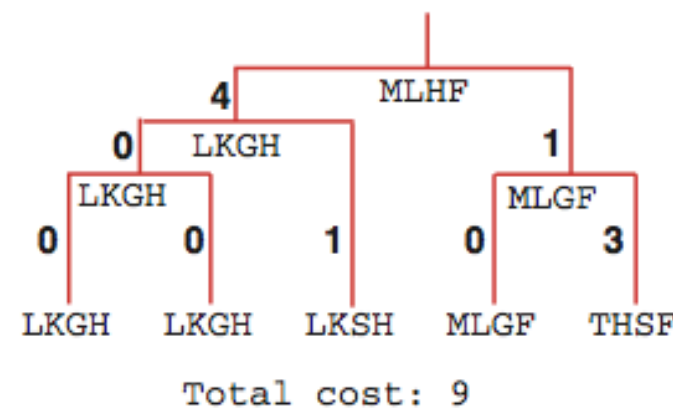 4 MLHF
0 LKGH 1
LKGH MLGF
0 0 1 0 3
LKGH LKGH LKSH MLGF THSF
Total cost: 9